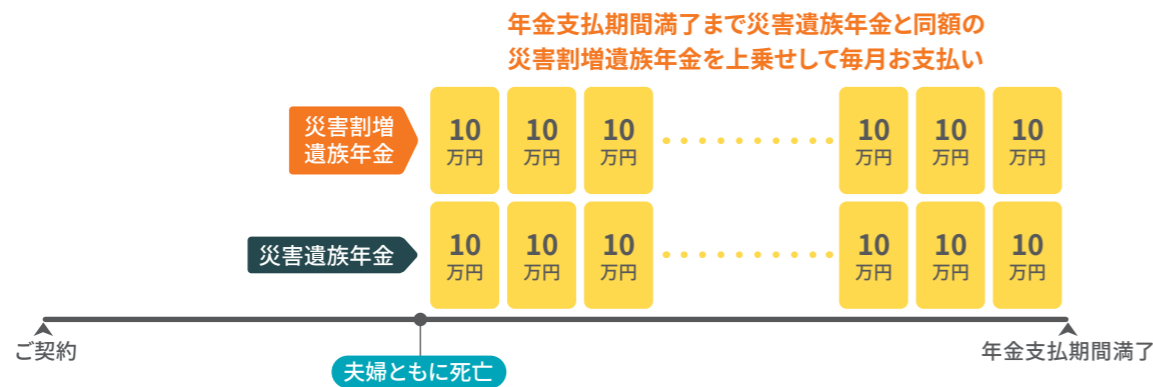 年金支払期間満了まで災害遺族年金と同額の
災害割増遺族年金を上乗せして毎月お支払い
災害割増
遺族年金
10
万円
10
万円
10
万円
10
万円
10
万円
10
万円
災害遺族年金
10
万円
10
万円
10
万円
10
万円
10
万円
10
万円
ご契約
年金支払期間満了
夫婦ともに死亡